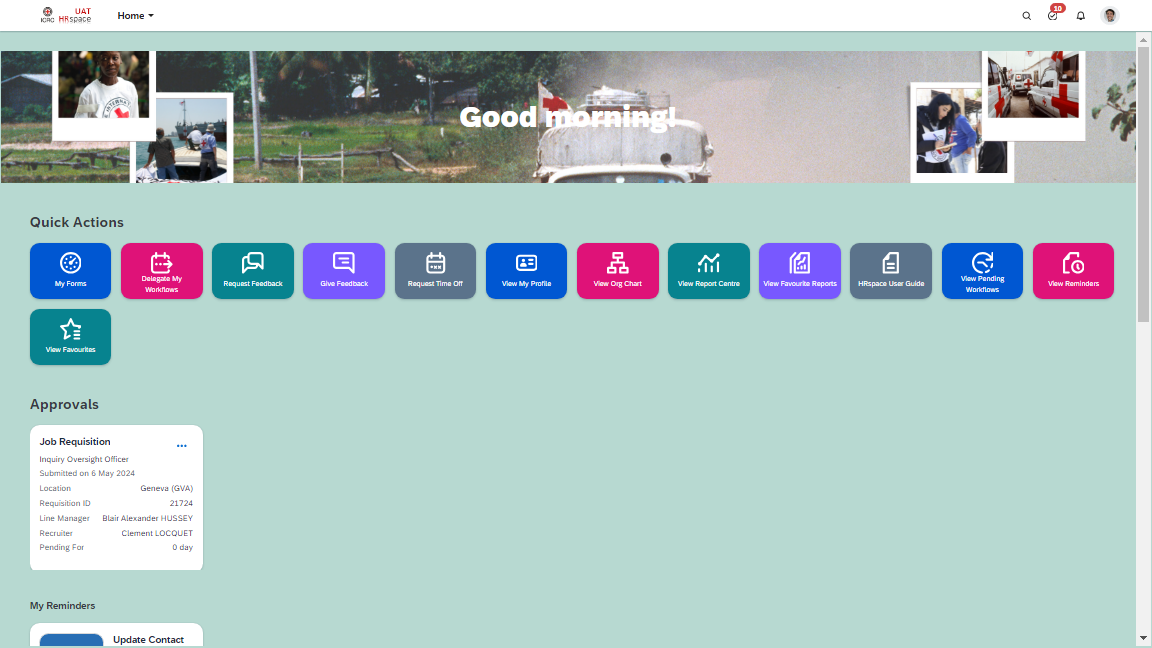 ICRC
UAT
HRspace
Home
10
Good morning!
Quick Actions
My Forms
Delegate My
Workflows
Request Feedback
Give Feedback
Request Time Off
View My Profile
View Org Chart
View Report Centre
View Favourite Reports
HRspace User Guide
View Pending
Workflows
View Reminders
View Favourites
Approvals
Job Requisition
Inquiry Oversight Officer
Submitted on 6 May 2024
Location Geneva (GVA)
Requisition ID 21724
Line Manager Blair Alexander HUSSEY
Recruiter Clement LOCQUET
Pending For 0 day
My Reminders
Update Contact